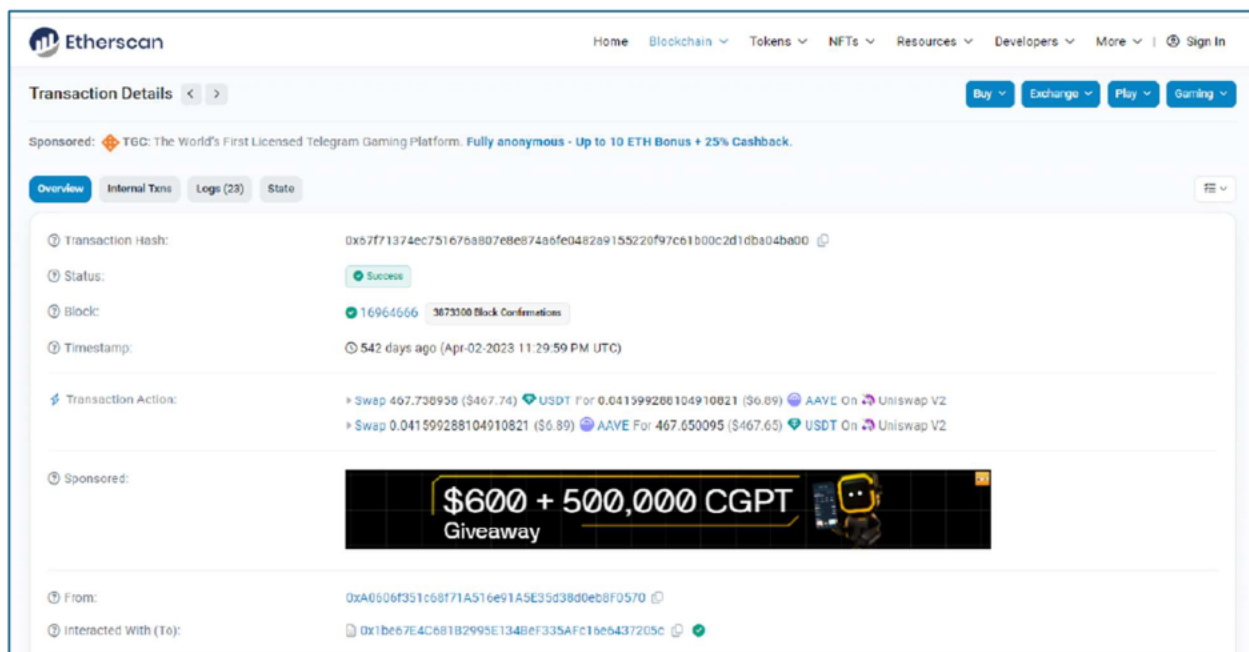 Etherscan
Home Blockchain Tokens NFTs Resources Developers More | Sign In
Transaction Details < >
Buy Exchange Play Gaming
Sponsored: TGC: The World's First Licensed Telegram Gaming Platform. Fully anonymous - Up to 10 ETH Bonus + 25% Cashback.
Overview Internal Txns Logs (23) State
Transaction Hash: 0x67f71374ec751676a807e8e874a6fe0482a9155220f97c61b00c2d1dba04ba00
Status: Success
Block: 16964666 3873300 Block Confirmations
Timestamp: 542 days ago (Apr-02-2023 11:29:59 PM UTC)
Transaction Action: Swap 467.738958 ($467.74) USDT For 0.041599288104910821 ($6.89) AAVE On Uniswap V2
Swap 0.041599288104910821 ($6.89) AAVE For 467.650095 ($467.65) USDT On Uniswap V2
Sponsored:
$600 + 500,000 CGPT
Giveaway
From: 0xA0606f351c68f71A516e91A5E35d38d0eb8F0570
Interacted With (To): 0x1be67E4C681B2995E134BeF335AFc16e6437205c